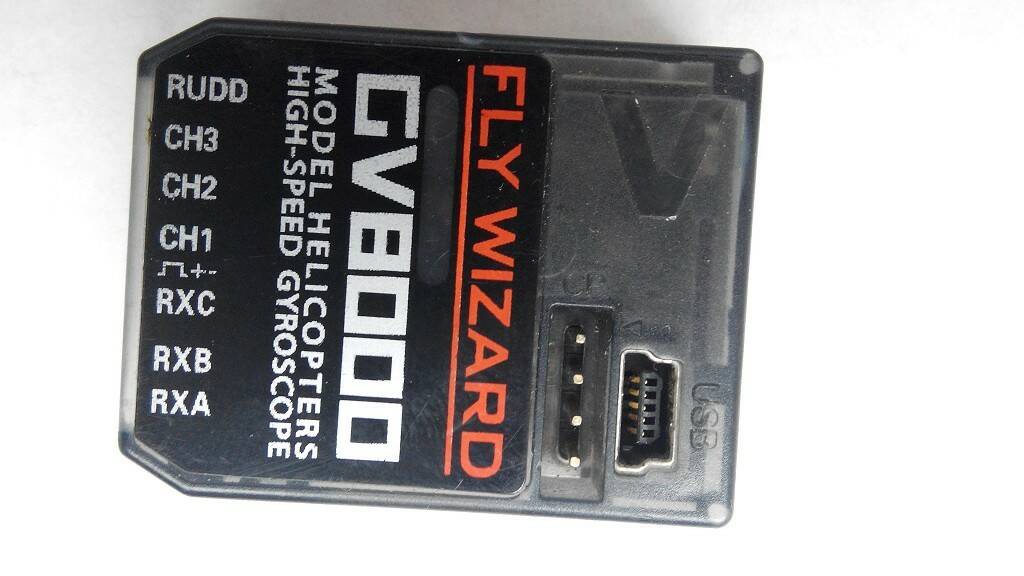 FLY WIZARD
GV8000
MODEL HELICOPTERS
HIGH-SPEED GYROSCOPE
RUDD
CH3
CH2
CH1
+-
RXC
RXB
RXA
USB